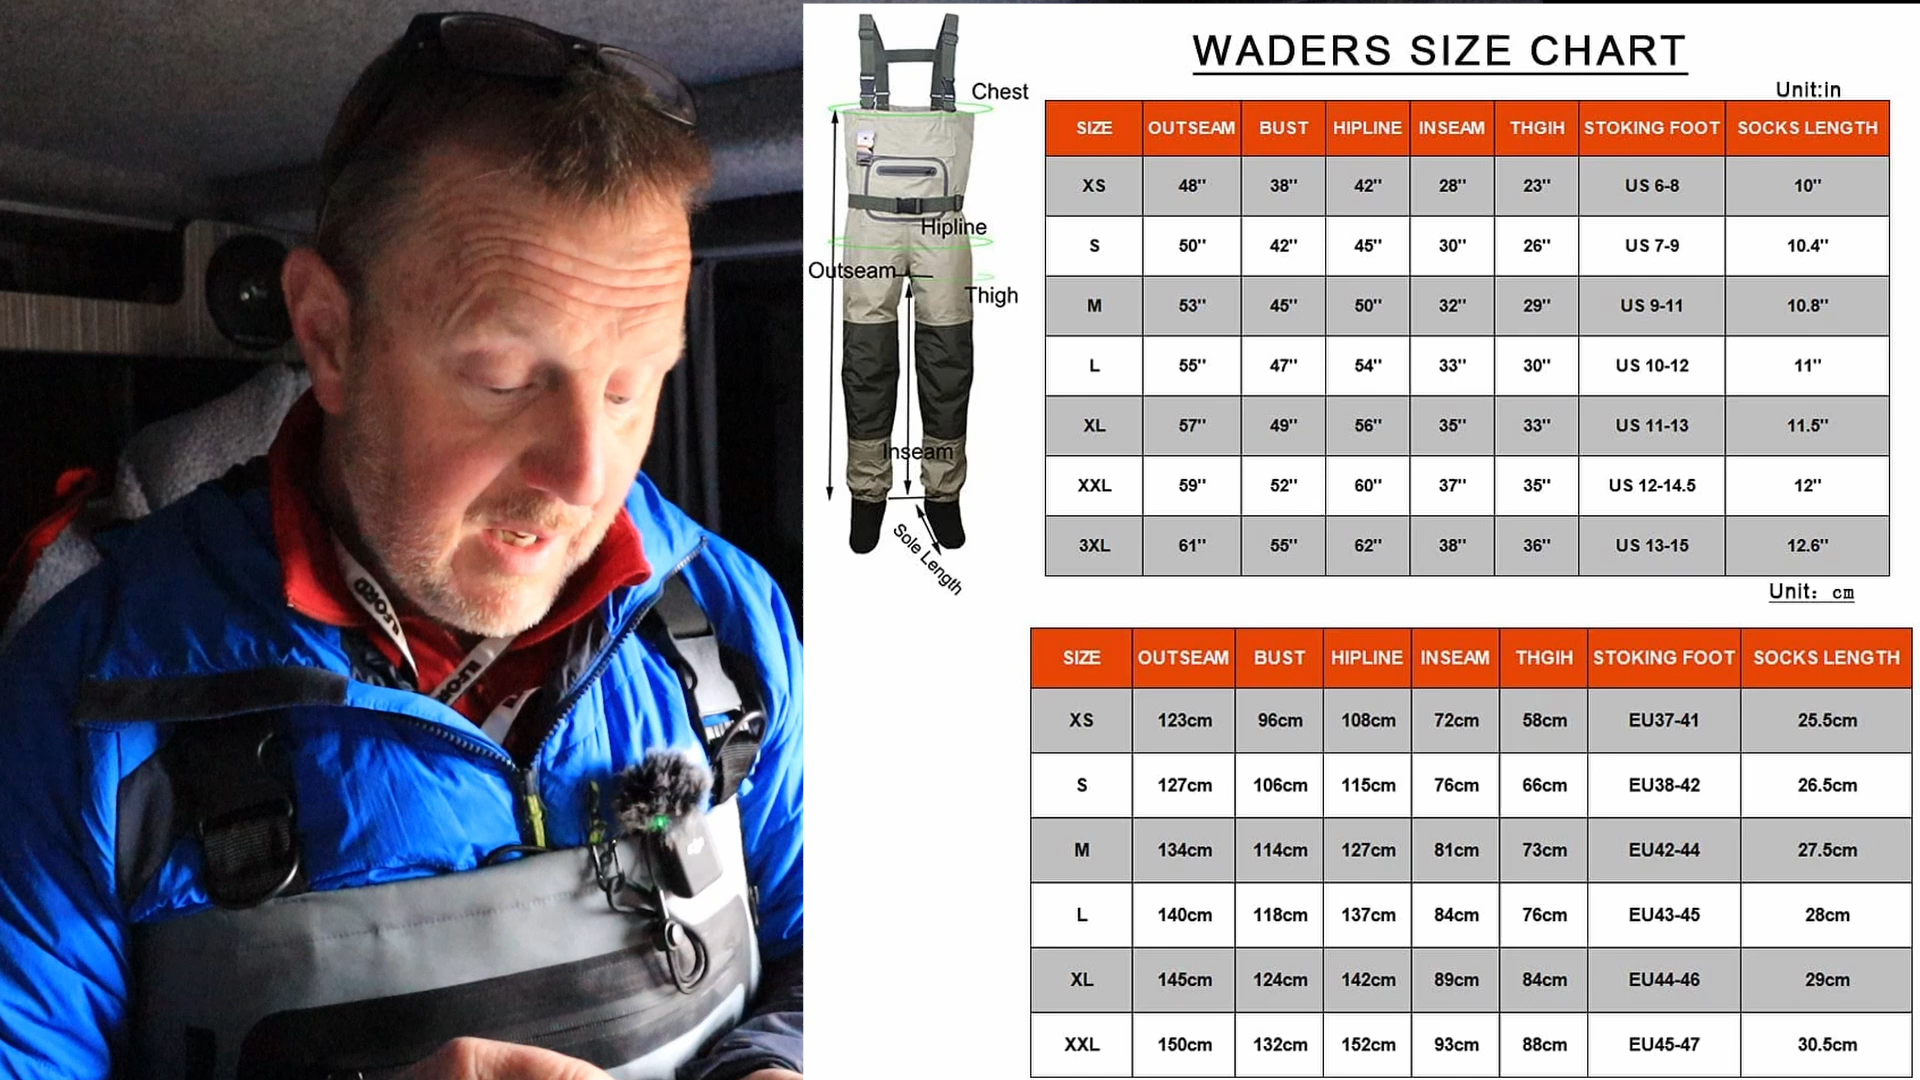 WADERS SIZE CHART
Unit:in
Chest
Hipline
Outseam
Thigh
Inseam
Sole Length
SIZE OUTSEAM BUST HIPLINE INSEAM THGIH STOKING FOOT SOCKS LENGTH
XS 48'' 38'' 42'' 28'' 23'' US 6-8 10''
S 50'' 42'' 45'' 30'' 26'' US 7-9 10.4''
M 53'' 45'' 50'' 32'' 29'' US 9-11 10.8''
L 55'' 47'' 54'' 33'' 30'' US 10-12 11''
XL 57'' 49'' 56'' 35'' 33'' US 11-13 11.5''
XXL 59'' 52'' 60'' 37'' 35'' US 12-14.5 12''
3XL 61'' 55'' 62'' 38'' 36'' US 13-15 12.6''
Unit: cm
SIZE OUTSEAM BUST HIPLINE INSEAM THGIH STOKING FOOT SOCKS LENGTH
XS 123cm 96cm 108cm 72cm 58cm EU37-41 25.5cm
S 127cm 106cm 115cm 76cm 66cm EU38-42 26.5cm
M 134cm 114cm 127cm 81cm 73cm EU42-44 27.5cm
L 140cm 118cm 137cm 84cm 76cm EU43-45 28cm
XL 145cm 124cm 142cm 89cm 84cm EU44-46 29cm
XXL 150cm 132cm 152cm 93cm 88cm EU45-47 30.5cm
dji